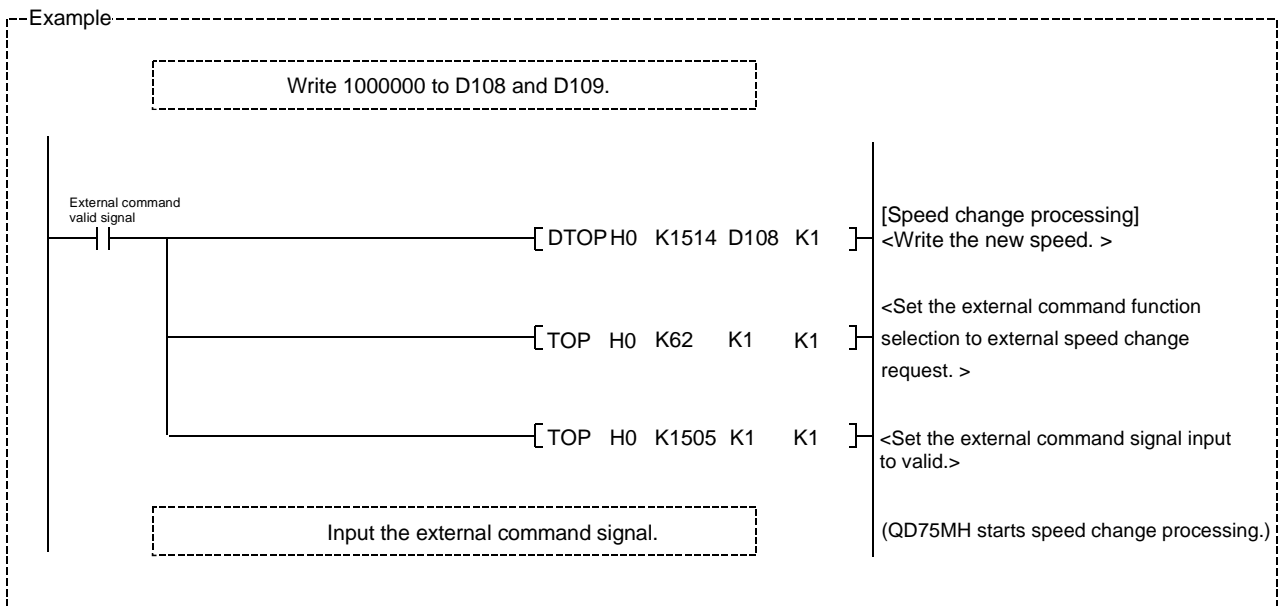 Example
Write 1000000 to D108 and D109.
External command
valid signal
DTOP H0 K1514 D108 K1
[Speed change processing]
<Write the new speed. >
TOP H0 K62 K1 K1
<Set the external command function
selection to external speed change
request. >
TOP H0 K1505 K1 K1
<Set the external command signal input
to valid.>
Input the external command signal.
(QD75MH starts speed change processing.)